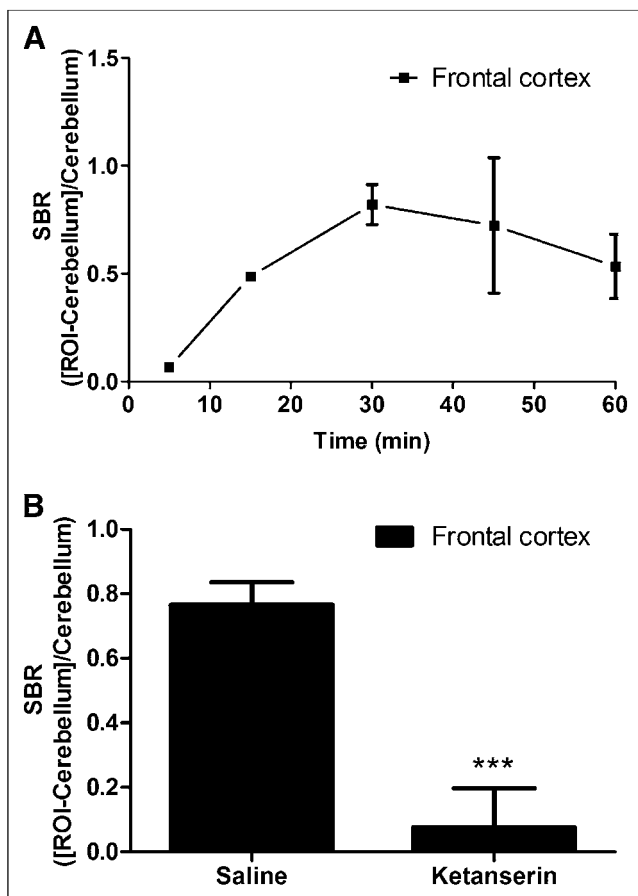 A
SBR
([ROI-Cerebellum]/Cerebellum)
1.5
1.0
0.5
0.0
Frontal cortex
0 10 20 30 40 50 60
Time (min)
B
SBR
([ROI-Cerebellum]/Cerebellum)
1.0
0.8
0.6
0.4
0.2
0.0
Frontal cortex
***
Saline Ketanserin